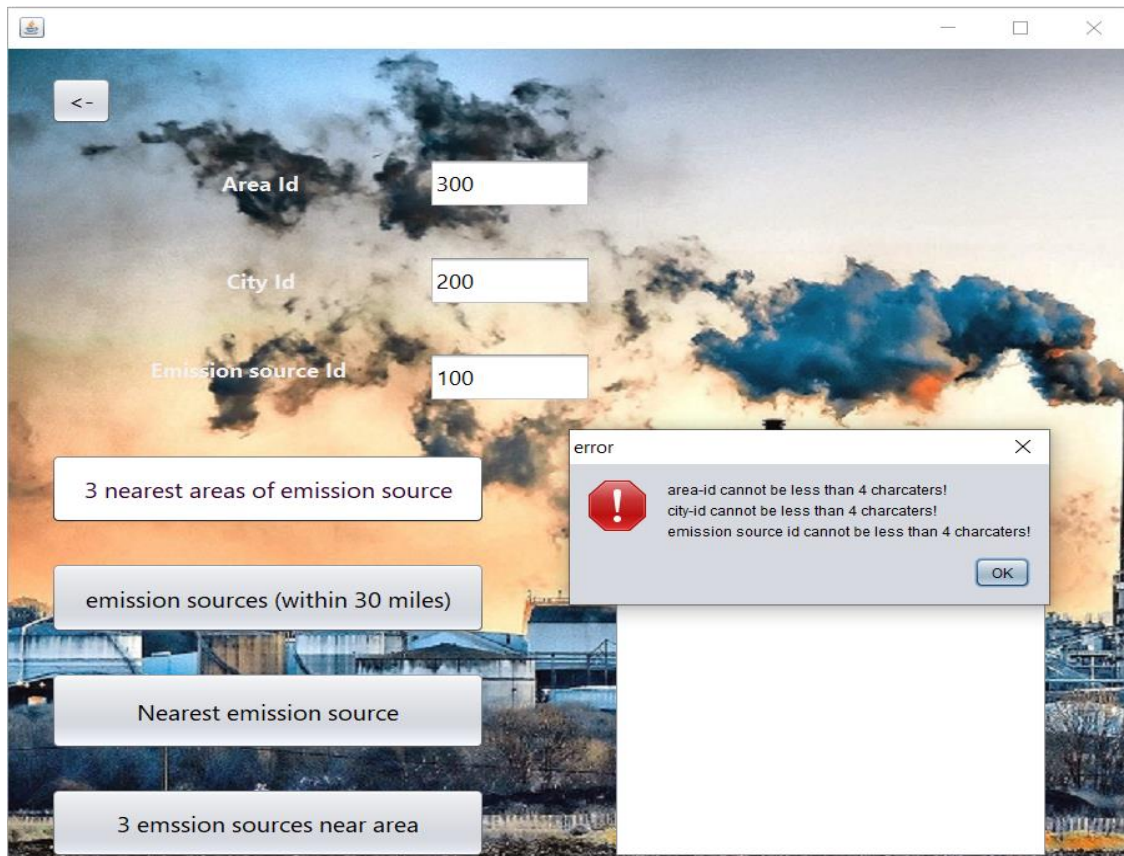 <-
Area Id
300
City Id
200
Emission source Id
100
3 nearest areas of emission source
error
area-id cannot be less than 4 charcaters!
city-id cannot be less than 4 charcaters!
emission source id cannot be less than 4 charcaters!
OK
emission sources (within 30 miles)
Nearest emission source
3 emssion sources near area